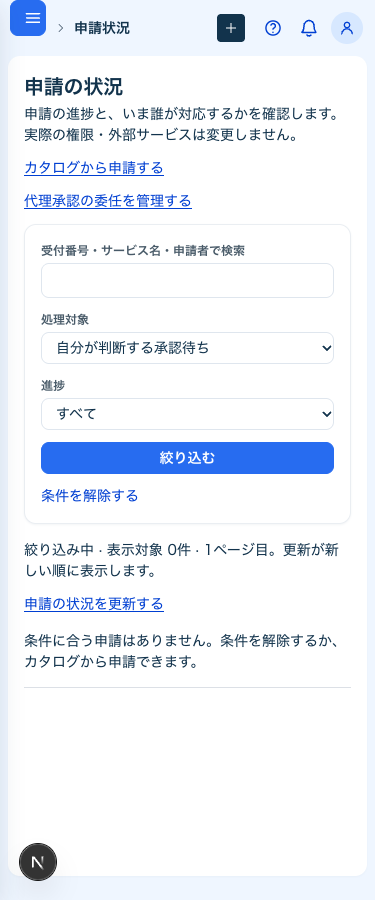 申請状況
申請の状況
申請の進捗と、いま誰が対応するかを確認します。
実際の権限・外部サービスは変更しません。
カタログから申請する
代理承認の委任を管理する
受付番号・サービス名・申請者で検索
処理対象
自分が判断する承認待ち
進捗
すべて
絞り込む
条件を解除する
絞り込み中 · 表示対象 0件 · 1ページ目。更新が新
しい順に表示します。
申請の状況を更新する
条件に合う申請はありません。条件を解除するか、
カタログから申請できます。
N